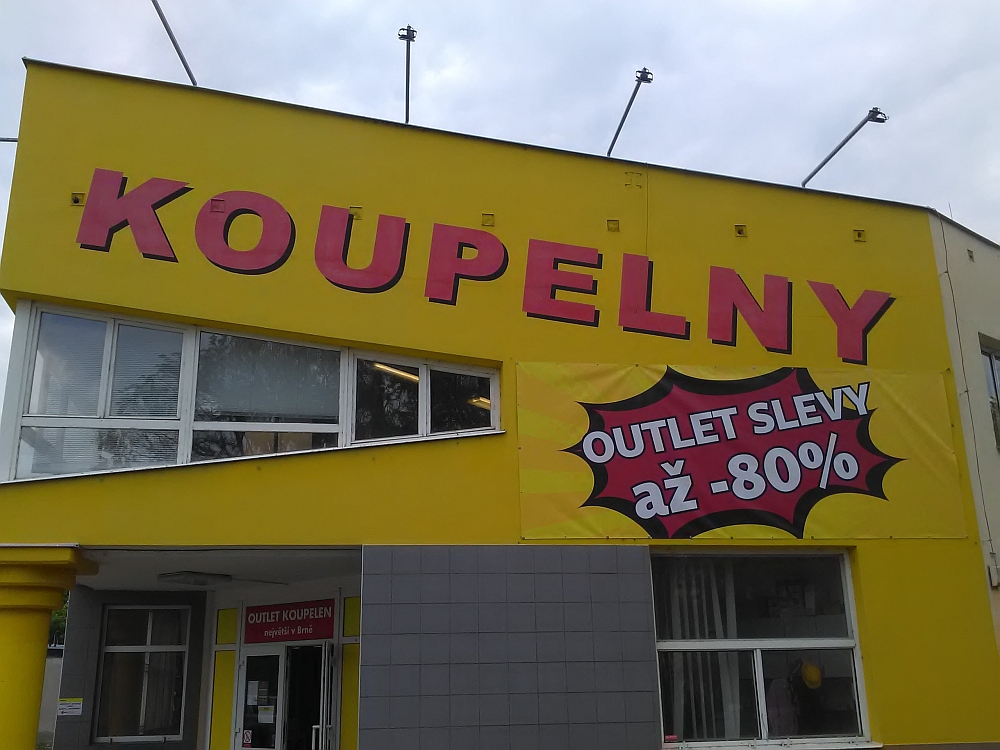 KOUPELNY
OUTLET SLEVY
až -80%
OUTLET KOUPELEN
největší v Brně